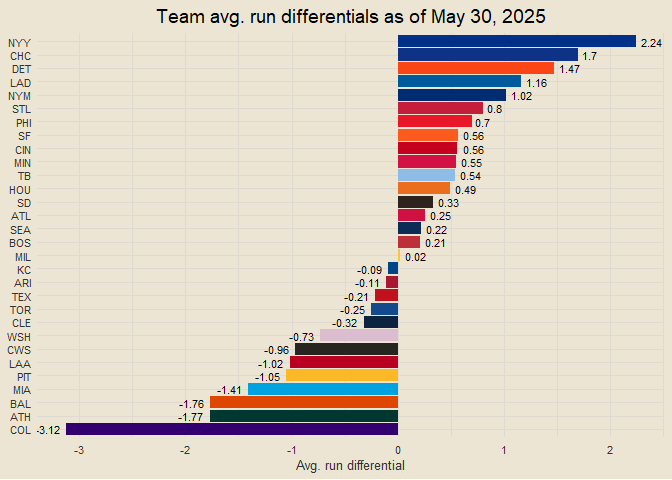 Team avg. run differentials as of May 30, 2025
NYY 2.24
CHC 1.7
DET 1.47
LAD 1.16
NYM 1.02
STL 0.8
PHI 0.7
SF 0.56
CIN 0.56
MIN 0.55
TB 0.54
HOU 0.49
SD 0.33
ATL 0.25
SEA 0.22
BOS 0.21
MIL 0.02
KC -0.09
ARI -0.11
TEX -0.21
TOR -0.25
CLE -0.32
WSH -0.73
CWS -0.96
LAA -1.02
PIT -1.05
MIA -1.41
BAL -1.76
ATH -1.77
COL -3.12
-3 -2 -1 0 1 2
Avg. run differential